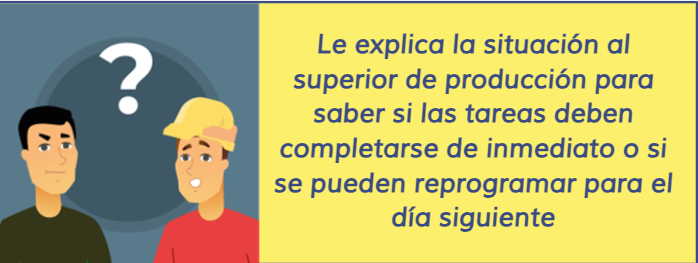 ?
Le explica la situación al
superior de producción para
saber si las tareas deben
completarse de inmediato o si
se pueden reprogramar para el
día siguiente